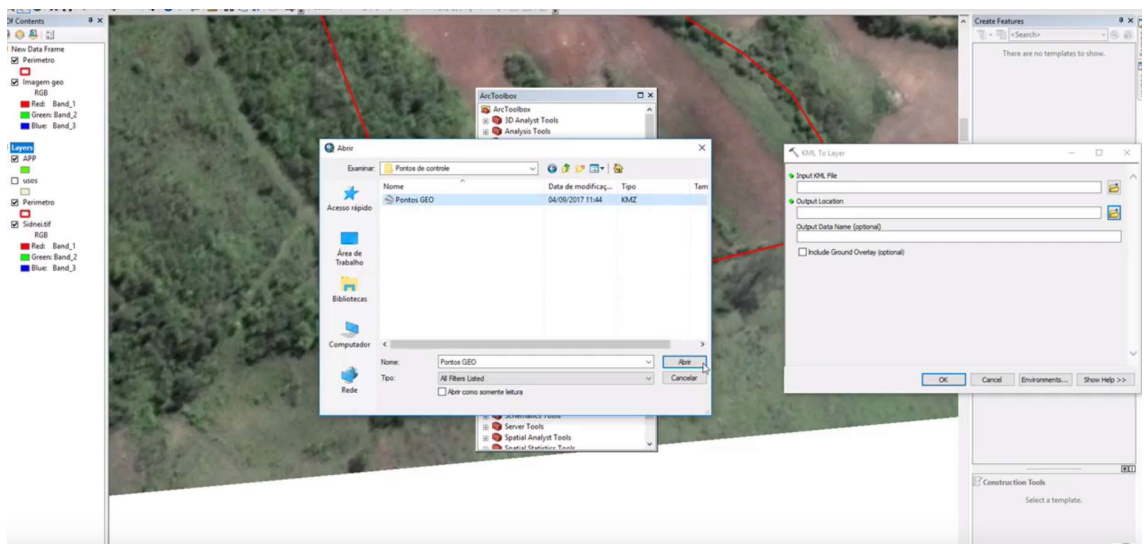 Of Contents
New Data Frame
Perimetro
Imagem geo
RGB
Red: Band_1
Green: Band_2
Blue: Band_3
Layers
APP
usos
Perimetro
Sidnei.tif
RGB
Red: Band_1
Green: Band_2
Blue: Band_3
ArcToolbox
ArcToolbox
3D Analyst Tools
Analysis Tools
Abrir
Examinar:
Pontos de controle
Nome
Data de modificaç...
Tipo
Tam
Pontos GEO
04/09/2017 11:44
KMZ
Acesso rápido
Área de
Trabalho
Bibliotecas
Computador
Rede
Nome:
Pontos GEO
Abrir
Tipo:
All Filters Listed
Cancelar
Abrir como somente leitura
Schematics Tools
Server Tools
Spatial Analyst Tools
Spatial Statistics Tools
KML To Layer
Input KML File
Output Location
Output Data Name (optional)
Include Ground Overlay (optional)
OK
Cancel
Environments...
Show Help >>
Create Features
<Search>
There are no templates to show.
Construction Tools
Select a template.